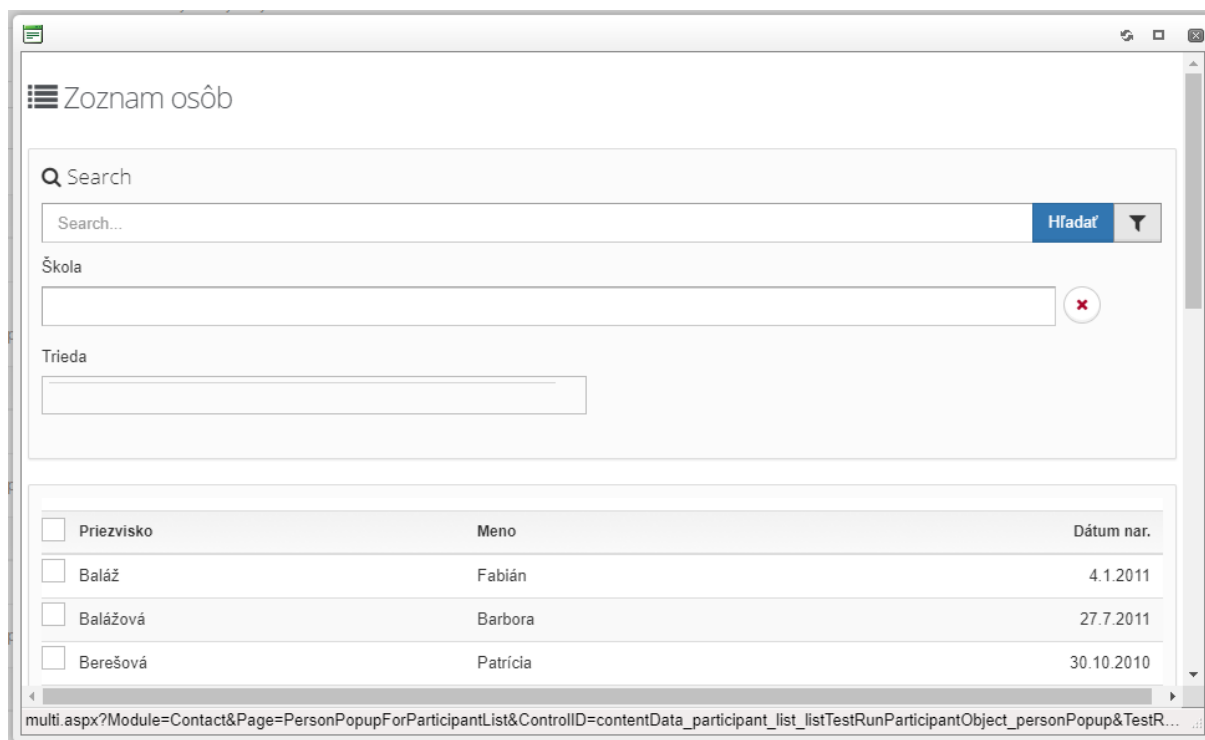 Zoznam osôb
Search
Search...
Hľadať
Škola
Trieda
Priezvisko Meno Dátum nar.
Baláž Fabián 4.1.2011
Balážová Barbora 27.7.2011
Berešová Patrícia 30.10.2010
multi.aspx?Module=Contact&Page=PersonPopupForParticipantList&ControlID=contentData_participant_list_listTestRunParticipantObject_personPopup&TestR...